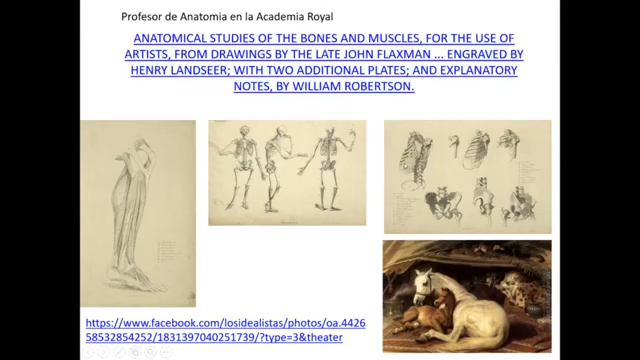 Profesor de Anatomia en la Academia Royal
ANATOMICAL STUDIES OF THE BONES AND MUSCLES, FOR THE USE OF
ARTISTS, FROM DRAWINGS BY THE LATE JOHN FLAXMAN ... ENGRAVED BY
HENRY LANDSEER; WITH TWO ADDITIONAL PLATES; AND EXPLANATORY
NOTES, BY WILLIAM ROBERTSON.
https://www.facebook.com/losidealistas/photos/oa.4426
58532854252/1831397040251739/?type=3&theater